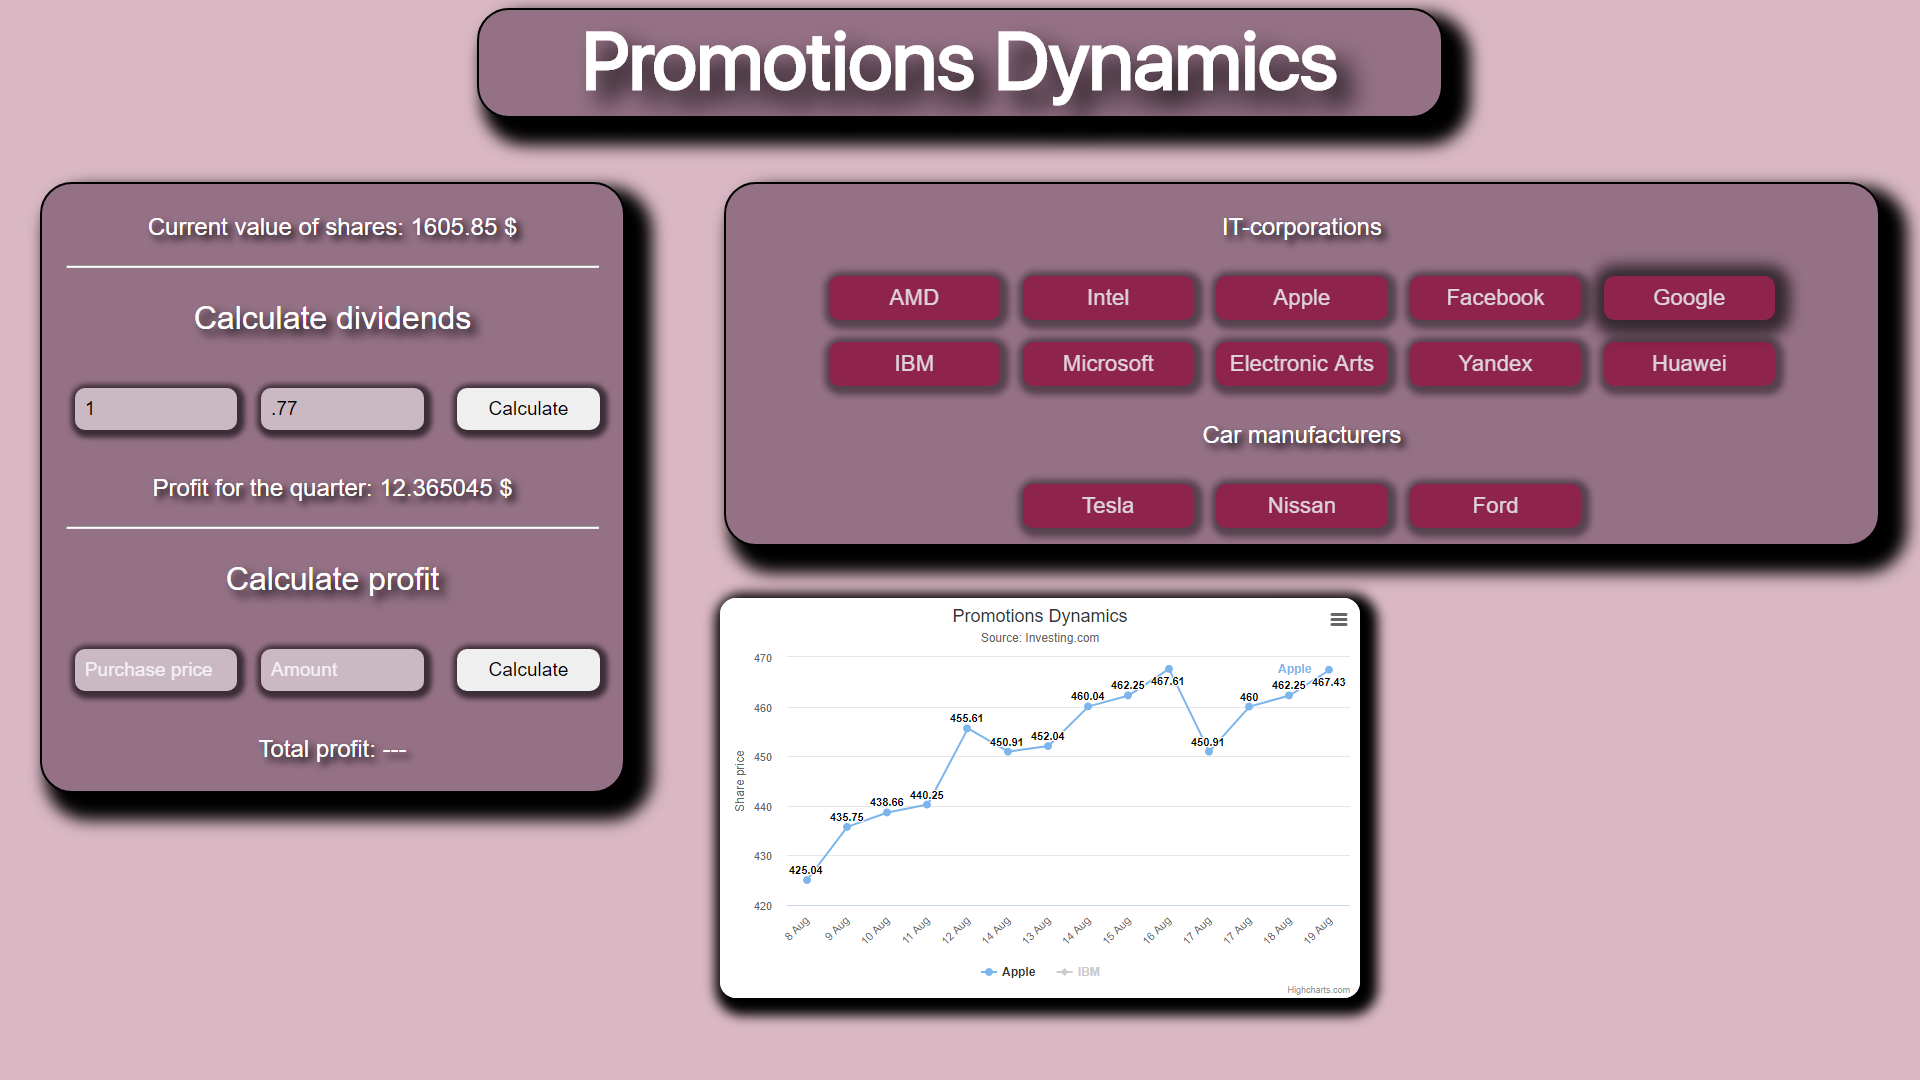 Promotions Dynamics
Current value of shares: 1605.85 $
Calculate dividends
1
.77
Calculate
Profit for the quarter: 12.365045 $
Calculate profit
Purchase price
Amount
Calculate
Total profit: ---
IT-corporations
AMD
Intel
Apple
Facebook
Google
IBM
Microsoft
Electronic Arts
Yandex
Huawei
Car manufacturers
Tesla
Nissan
Ford
Promotions Dynamics
Source: Investing.com
Share price
470
460
450
440
430
420
425.04
435.75
438.66
440.25
455.61
450.91
452.04
460.04
462.25
467.61
450.91
460
462.25
467.43
Apple
8 Aug
9 Aug
10 Aug
11 Aug
12 Aug
14 Aug
13 Aug
14 Aug
15 Aug
16 Aug
17 Aug
17 Aug
18 Aug
19 Aug
Apple
IBM
Highcharts.com